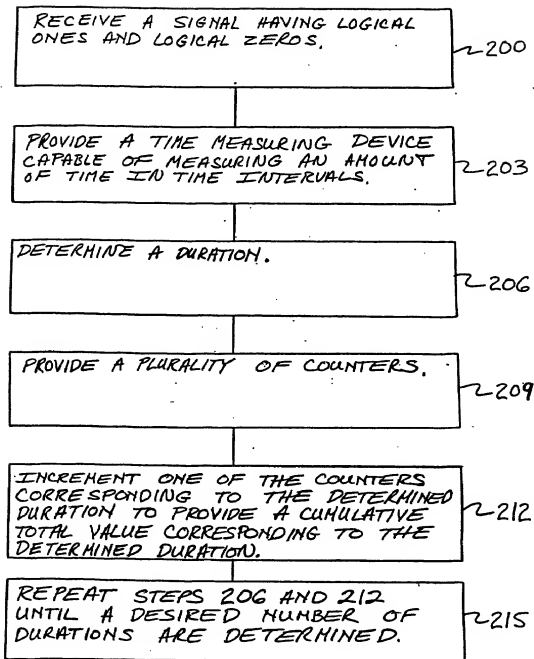 RECEIVE A SIGNAL HAVING LOGICAL
ONES AND LOGICAL ZEROS.
200
PROVIDE A TIME MEASURING DEVICE
CAPABLE OF MEASURING AN AMOUNT
OF TIME IN TIME INTERVALS.
203
DETERMINE A DURATION.
206
PROVIDE A PLURALITY OF COUNTERS.
209
INCREMENT ONE OF THE COUNTERS
CORRESPONDING TO THE DETERMINED
DURATION TO PROVIDE A CUMULATIVE
TOTAL VALUE CORRESPONDING TO THE
DETERMINED DURATION.
212
REPEAT STEPS 206 AND 212
UNTIL A DESIRED NUMBER OF
DURATIONS ARE DETERMINED.
215